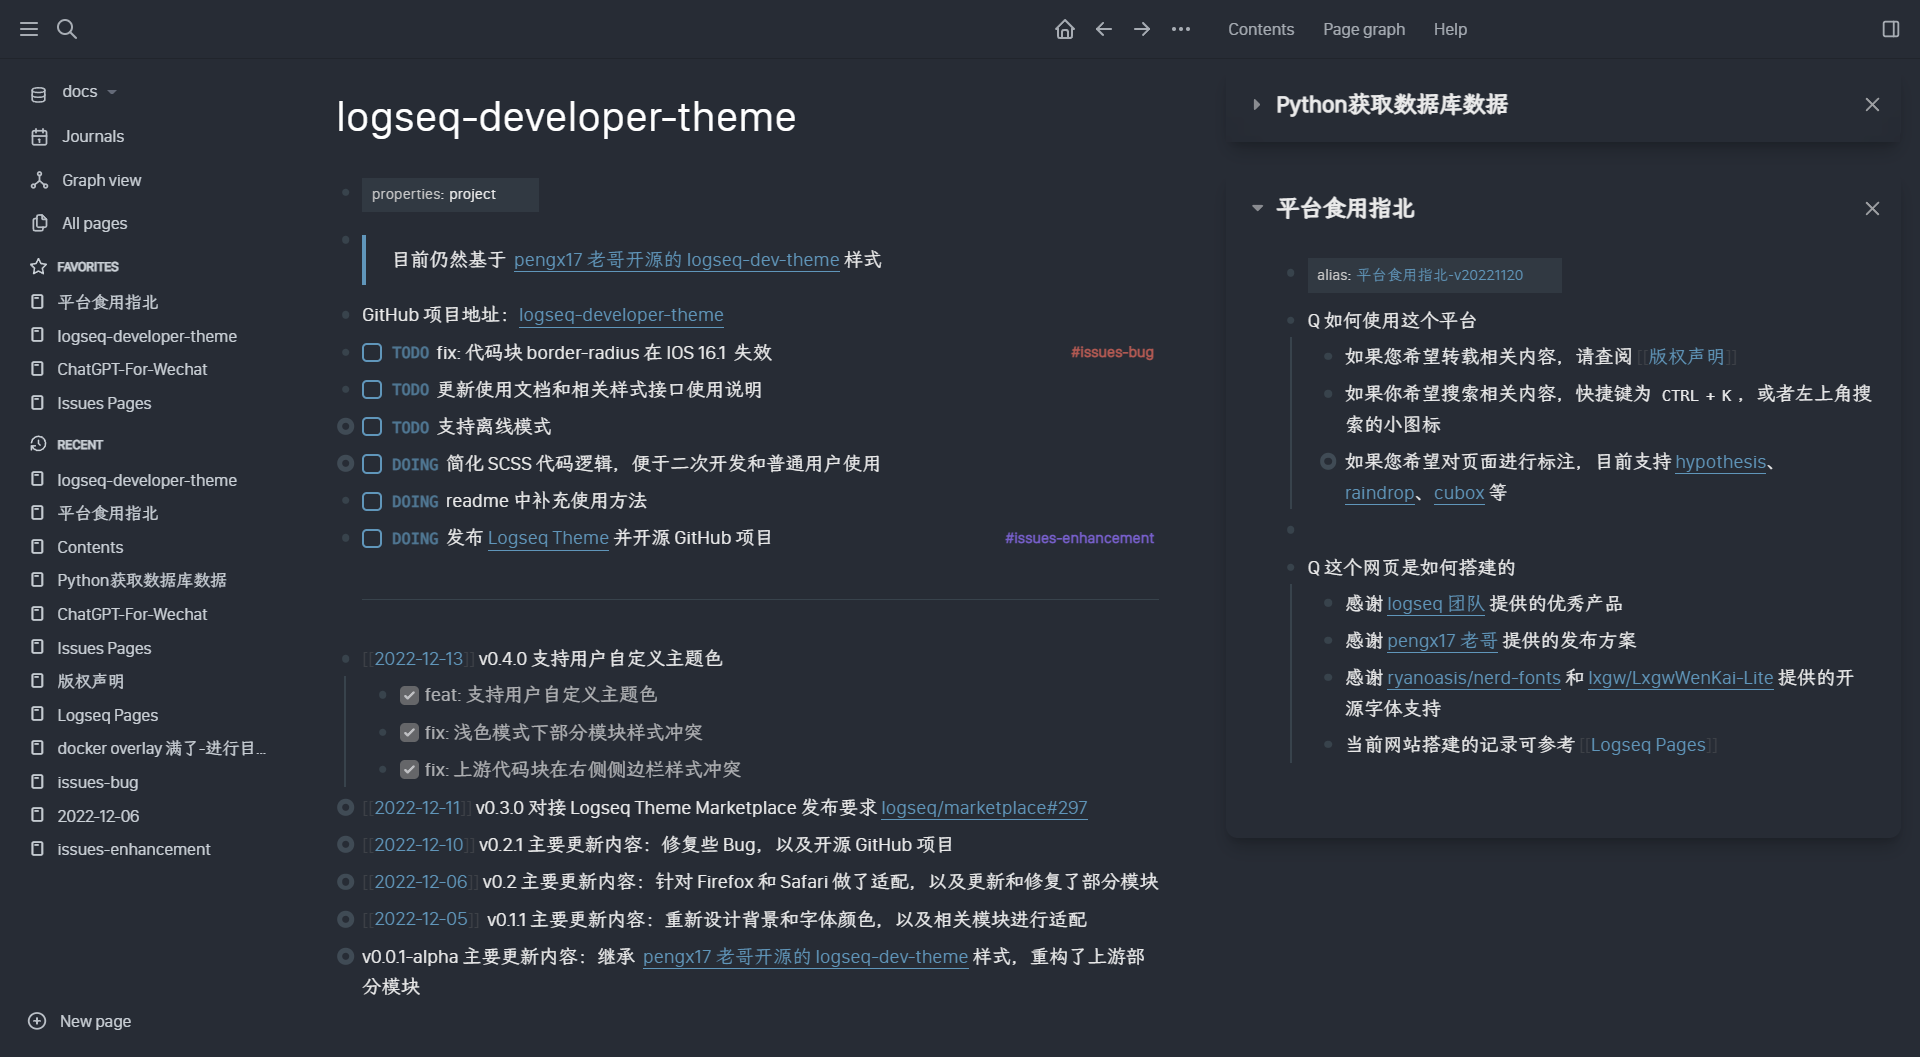 Contents
Page graph
Help
docs
Journals
Graph view
All pages
FAVORITES
平台食用指北
logseq-developer-theme
ChatGPT-For-Wechat
Issues Pages
RECENT
logseq-developer-theme
平台食用指北
Contents
Python获取数据库数据
ChatGPT-For-Wechat
Issues Pages
版权声明
Logseq Pages
docker overlay 满了-进行目...
issues-bug
2022-12-06
issues-enhancement
New page
logseq-developer-theme
properties: project
目前仍然基于 pengx17 老哥开源的 logseq-dev-theme 样式
GitHub 项目地址：logseq-developer-theme
TODO fix: 代码块 border-radius 在 IOS 16.1 失效 #issues-bug
TODO 更新使用文档和相关样式接口使用说明
TODO 支持离线模式
DOING 简化 SCSS 代码逻辑，便于二次开发和普通用户使用
DOING readme 中补充使用方法
DOING 发布 Logseq Theme 并开源 GitHub 项目 #issues-enhancement
[[2022-12-13]] v0.4.0 支持用户自定义主题色
feat: 支持用户自定义主题色
fix: 浅色模式下部分模块样式冲突
fix: 上游代码块在右侧侧边栏样式冲突
[[2022-12-11]] v0.3.0 对接 Logseq Theme Marketplace 发布要求 logseq/marketplace#297
[[2022-12-10]] v0.2.1 主要更新内容：修复些 Bug，以及开源 GitHub 项目
[[2022-12-06]] v0.2 主要更新内容：针对 Firefox 和 Safari 做了适配，以及更新和修复了部分模块
[[2022-12-05]] v0.1.1 主要更新内容：重新设计背景和字体颜色，以及相关模块进行适配
v0.0.1-alpha 主要更新内容：继承 pengx17 老哥开源的 logseq-dev-theme 样式，重构了上游部
分模块
Python获取数据库数据
平台食用指北
alias: 平台食用指北-v20221120
Q 如何使用这个平台
如果您希望转载相关内容，请查阅 [[版权声明]]
如果你希望搜索相关内容，快捷键为 CTRL + K ，或者左上角搜
索的小图标
如果您希望对页面进行标注，目前支持 hypothesis、
raindrop、cubox 等
Q 这个网页是如何搭建的
感谢 logseq 团队 提供的优秀产品
感谢 pengx17 老哥 提供的发布方案
感谢 ryanoasis/nerd-fonts 和 lxgw/LxgwWenKai-Lite 提供的开
源字体支持
当前网站搭建的记录可参考 [[Logseq Pages]]